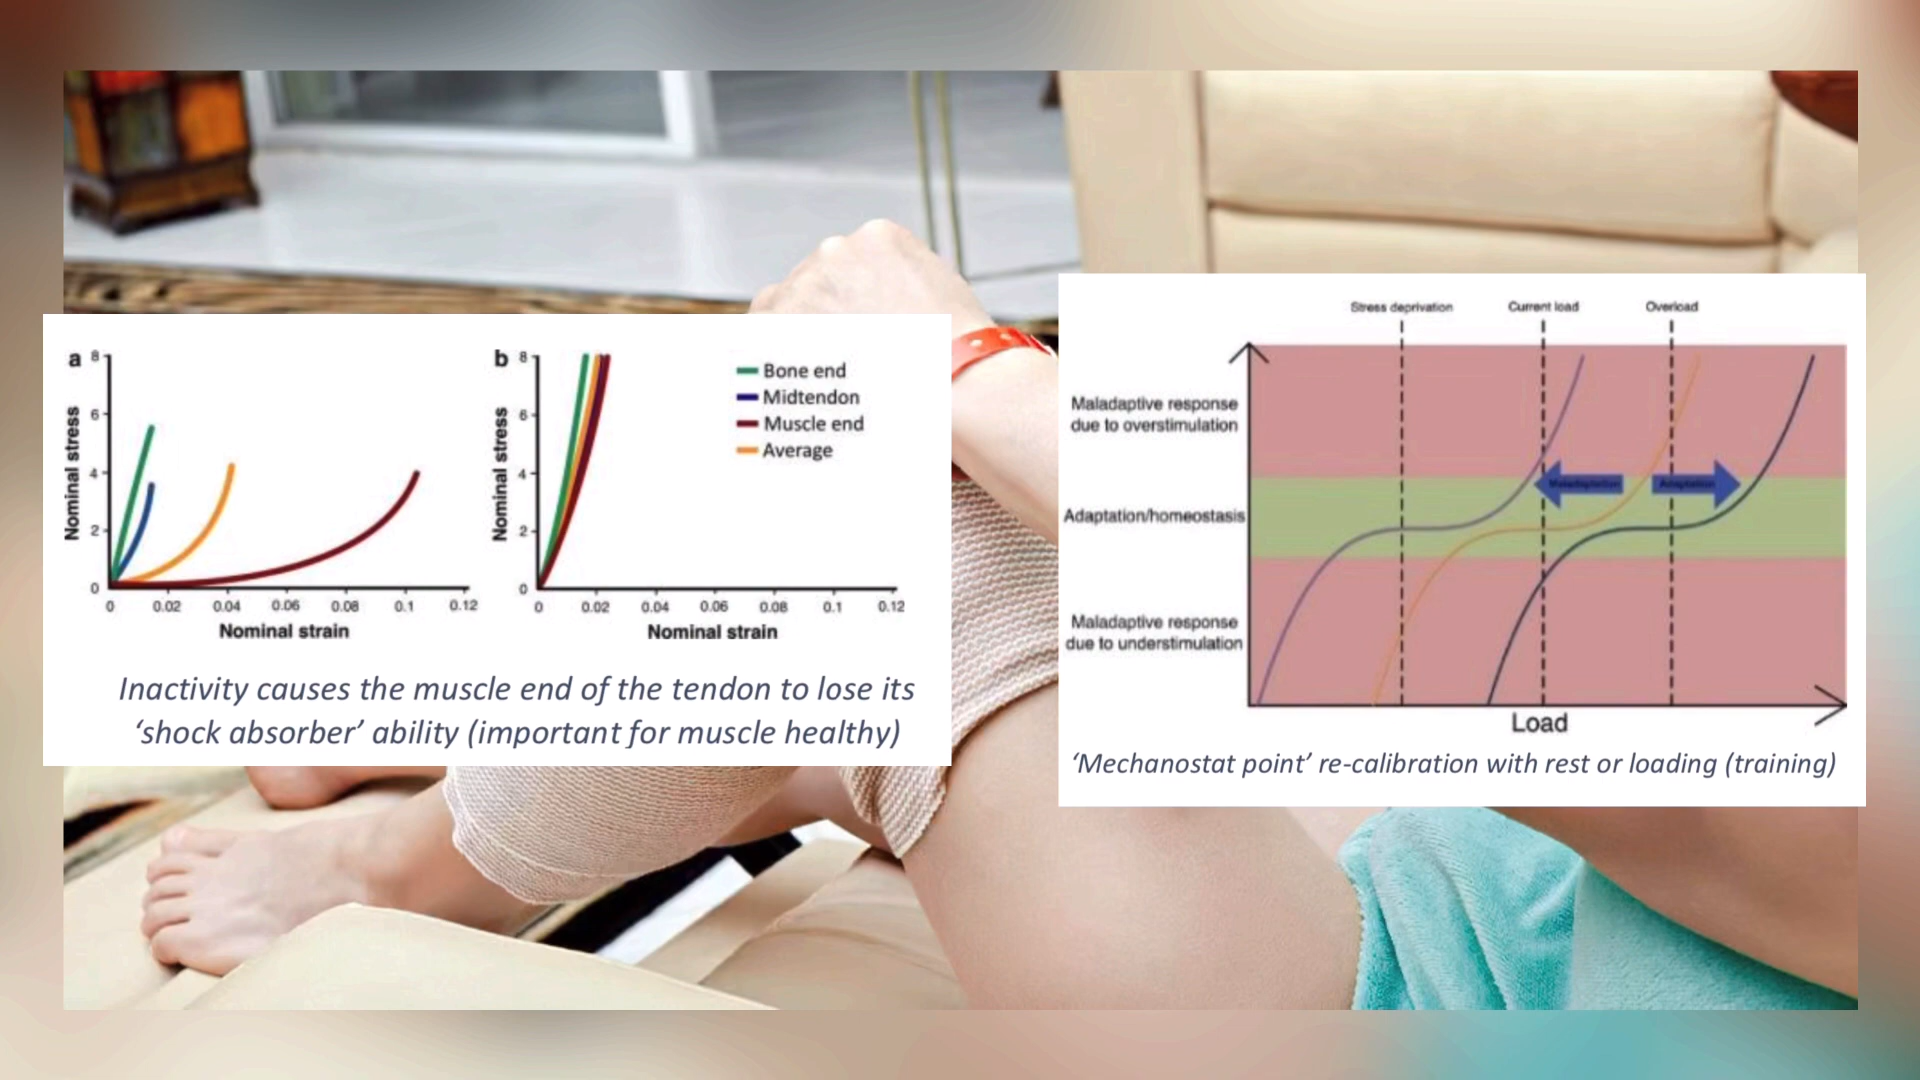 a
8
6
4
2
0
Nominal stress
0 0.02 0.04 0.06 0.08 0.1 0.12
Nominal strain
b
8
6
4
2
0
Nominal stress
0 0.02 0.04 0.06 0.08 0.1 0.12
Nominal strain
Bone end
Midtendon
Muscle end
Average
Inactivity causes the muscle end of the tendon to lose its
‘shock absorber’ ability (important for muscle healthy)
Stress deprivation Current load Overload
Maladaptive response
due to overstimulation
Maladaptation Adaptation
Adaptation/homeostasis
Maladaptive response
due to understimulation
Load
‘Mechanostat point’ re-calibration with rest or loading (training)